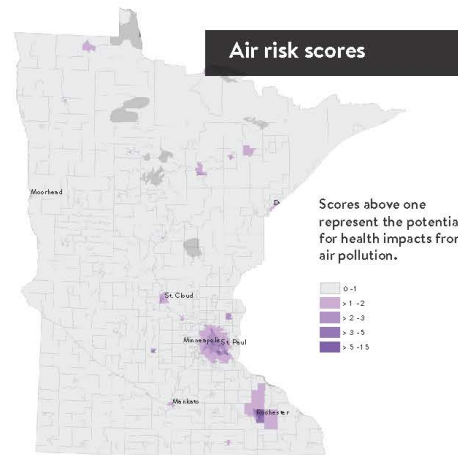 Air risk scores
Moorhead
Scores above one
represent the potentia
for health impacts fror
air pollution.
0 -1
> 1 -2
> 2 -3
> 3 -5
> 5 -15
St. Cloud
Minneapolis
St. Paul
Mankato
Rochester